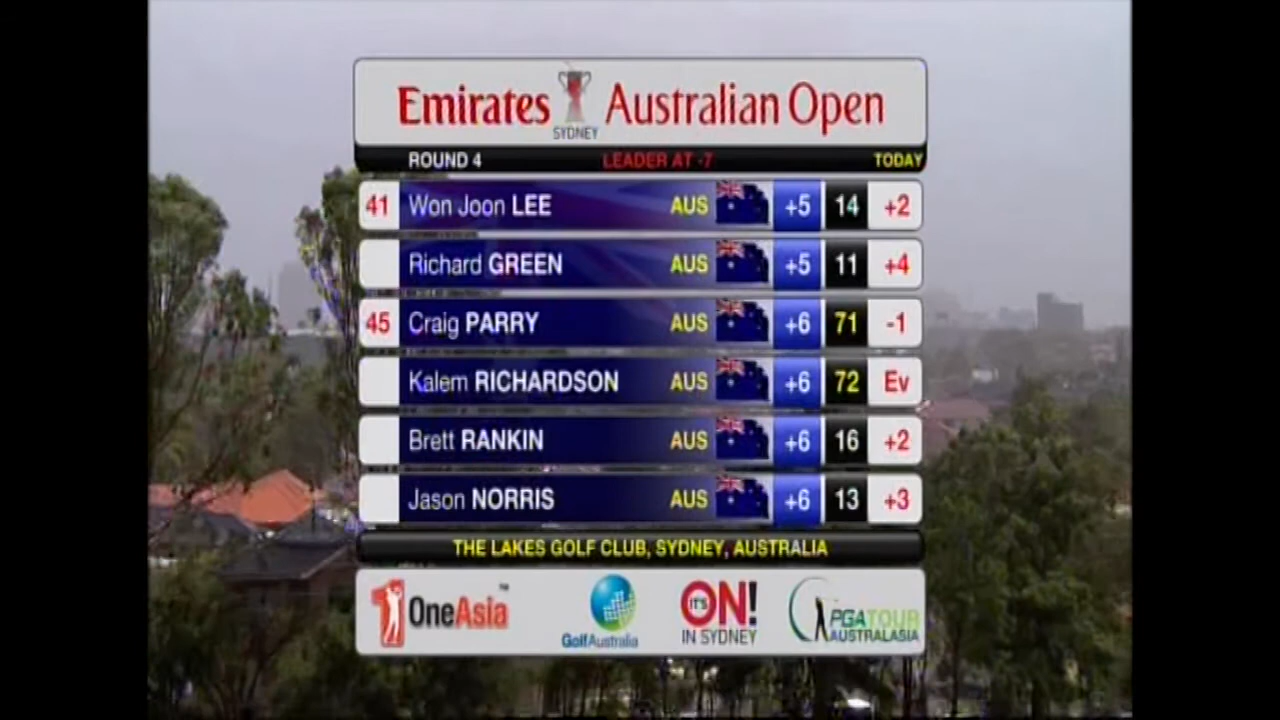 Emirates Australian Open
SYDNEY
ROUND 4 LEADER AT -7 TODAY
41 Won Joon LEE AUS +5 14 +2
Richard GREEN AUS +5 11 +4
45 Craig PARRY AUS +6 71 -1
Kalem RICHARDSON AUS +6 72 Ev
Brett RANKIN AUS +6 16 +2
Jason NORRIS AUS +6 13 +3
THE LAKES GOLF CLUB, SYDNEY, AUSTRALIA
1 OneAsia™
GolfAustralia
IT'S ON!
IN SYDNEY
PGATOUR
AUSTRALASIA